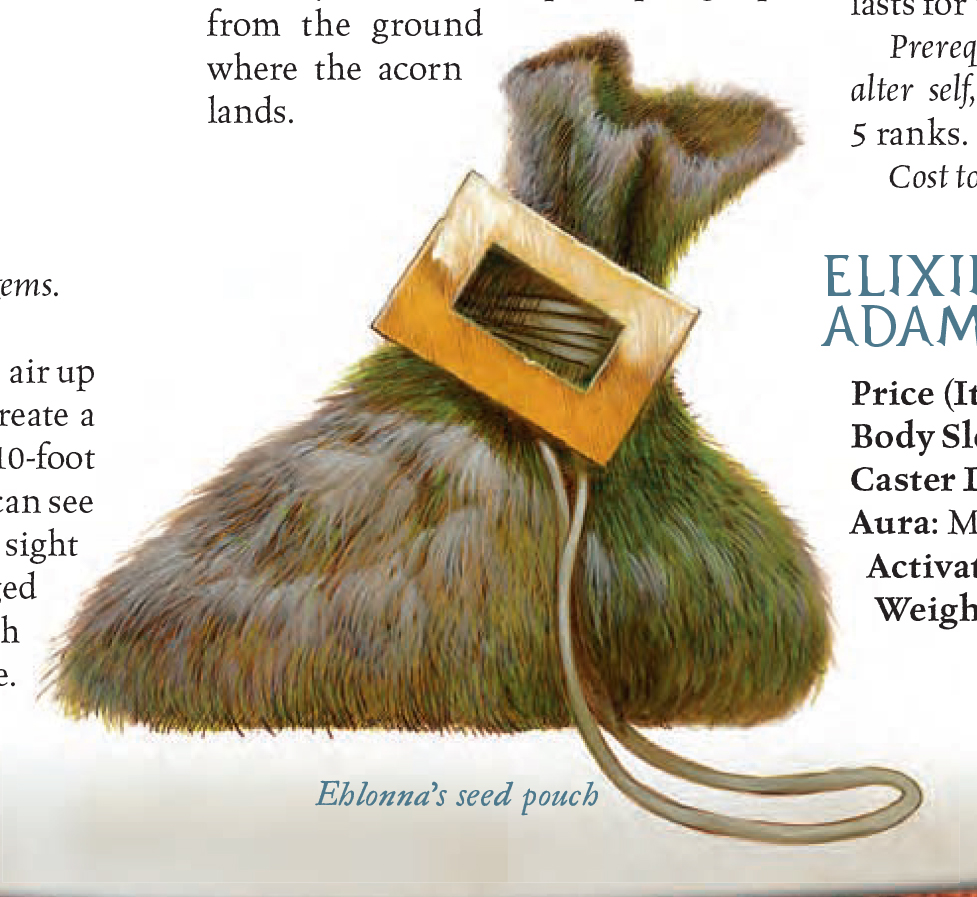 from the ground
where the acorn
lands.
ems.
air up
reate a
10-foot
can see
sight
ged
h
e.
Ehlonna's seed pouch
lasts for
Prereq
alter self,
5 ranks.
Cost to
ELIXI
ADAM
Price (It
Body Slo
Caster L
Aura: M
Activat
Weigh